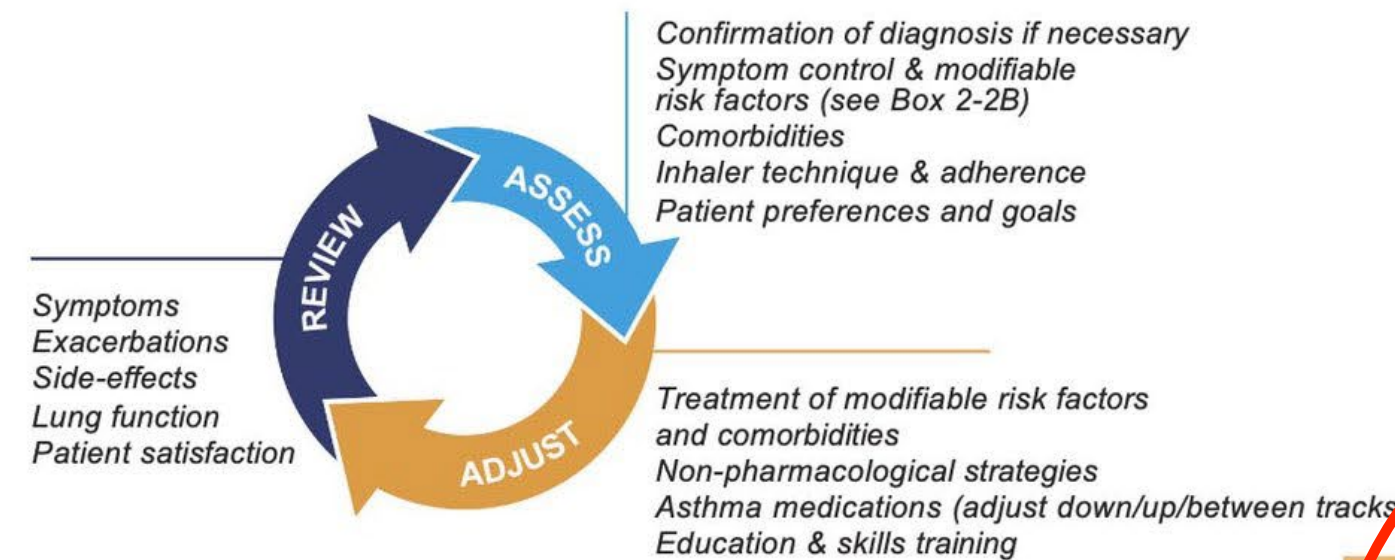 Confirmation of diagnosis if necessary
Symptom control & modifiable
risk factors (see Box 2-2B)
Comorbidities
Inhaler technique & adherence
Patient preferences and goals
ASSESS
REVIEW
Symptoms
Exacerbations
Side-effects
Lung function
Patient satisfaction
ADJUST
Treatment of modifiable risk factors
and comorbidities
Non-pharmacological strategies
Asthma medications (adjust down/up/between tracks
Education & skills training